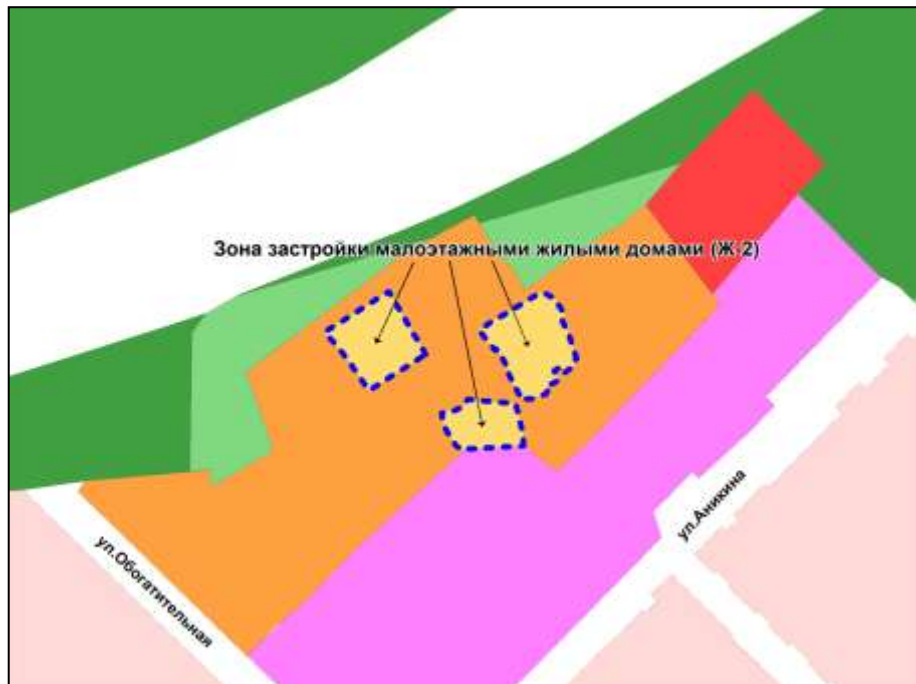 Зона застройки малоэтажными жилыми домами (Ж-2)
ул.Аникина
ул.Обогатительная